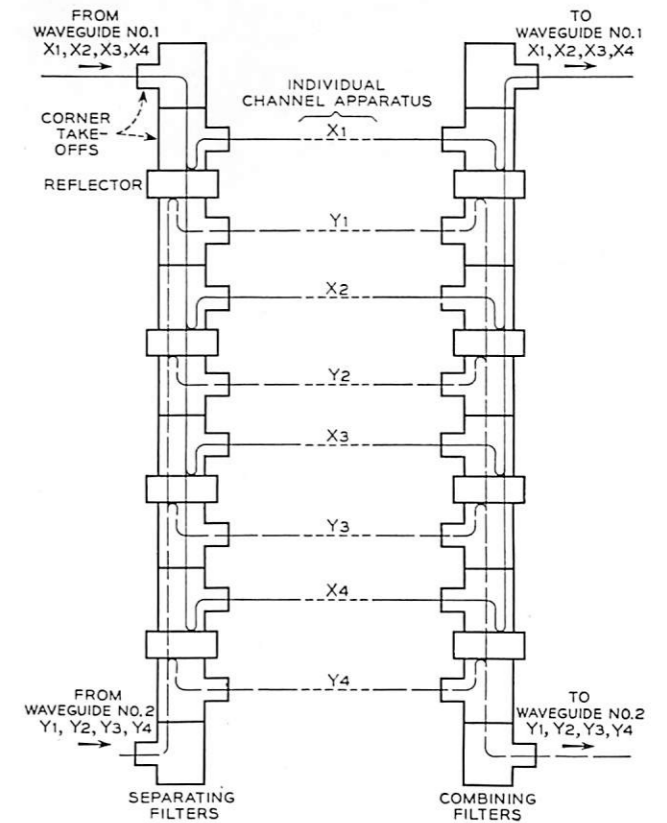 FROM
WAVEGUIDE NO.1
X1, X2, X3, X4
TO
WAVEGUIDE NO.1
X1, X2, X3, X4
INDIVIDUAL
CHANNEL APPARATUS
CORNER
TAKE-
OFFS
X1
REFLECTOR
Y1
X2
Y2
X3
Y3
X4
Y4
FROM
WAVEGUIDE NO.2
Y1, Y2, Y3, Y4
TO
WAVEGUIDE NO.2
Y1, Y2, Y3, Y4
SEPARATING
FILTERS
COMBINING
FILTERS